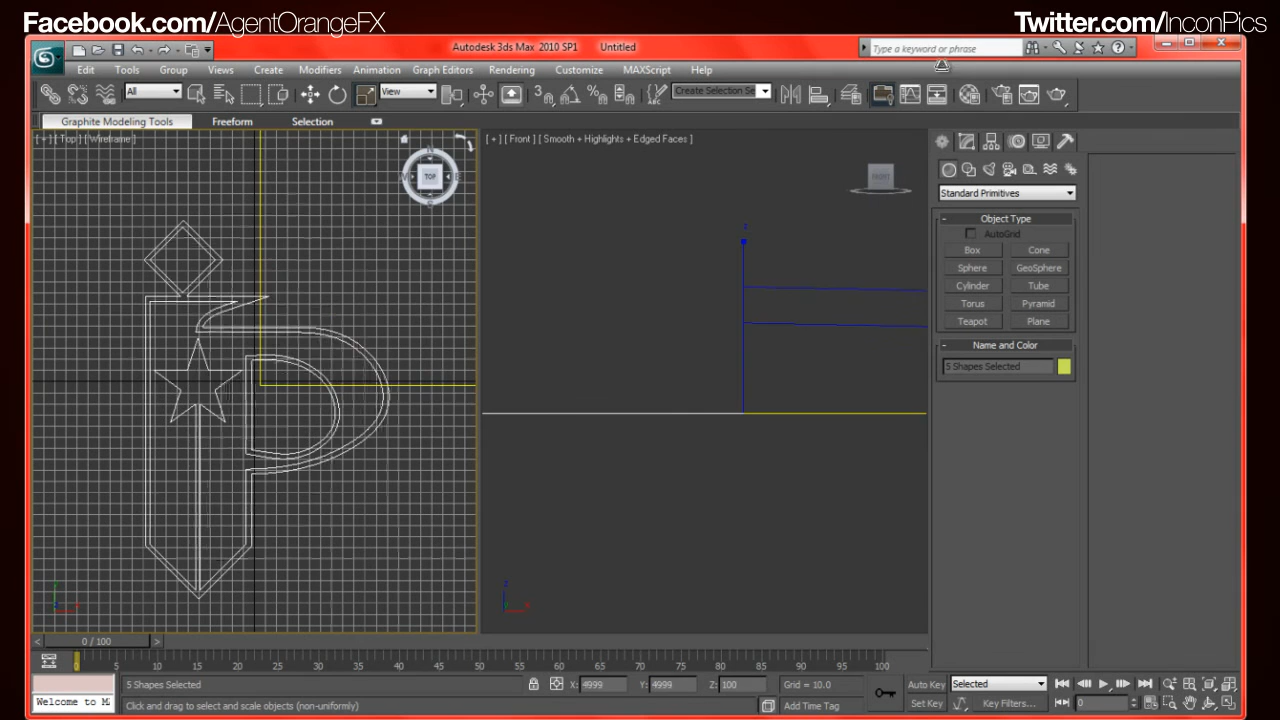 Facebook.com/AgentOrangeFX
Twitter.com/InconPics
Autodesk 3ds Max 2010 SP1 Untitled
Type a keyword or phrase
Edit Tools Group Views Create Modifiers Animation Graph Editors Rendering Customize MAXScript Help
All
View
Create Selection Se
Graphite Modeling Tools Freeform Selection
[ + ] [ Top ] [ Wireframe ]
[ + ] [ Front ] [ Smooth + Highlights + Edged Faces ]
TOP
FRONT
Standard Primitives
Object Type
AutoGrid
Box Cone
Sphere GeoSphere
Cylinder Tube
Torus Pyramid
Teapot Plane
Name and Color
5 Shapes Selected
0 / 100
0 5 10 15 20 25 30 35 40 45 50 55 60 65 70 75 80 85 90 95 100
5 Shapes Selected X: 4999 Y: 4999 Z: 100 Grid = 10.0 Auto Key Selected
Welcome to M Click and drag to select and scale objects (non-uniformly) Add Time Tag Set Key Key Filters... 0